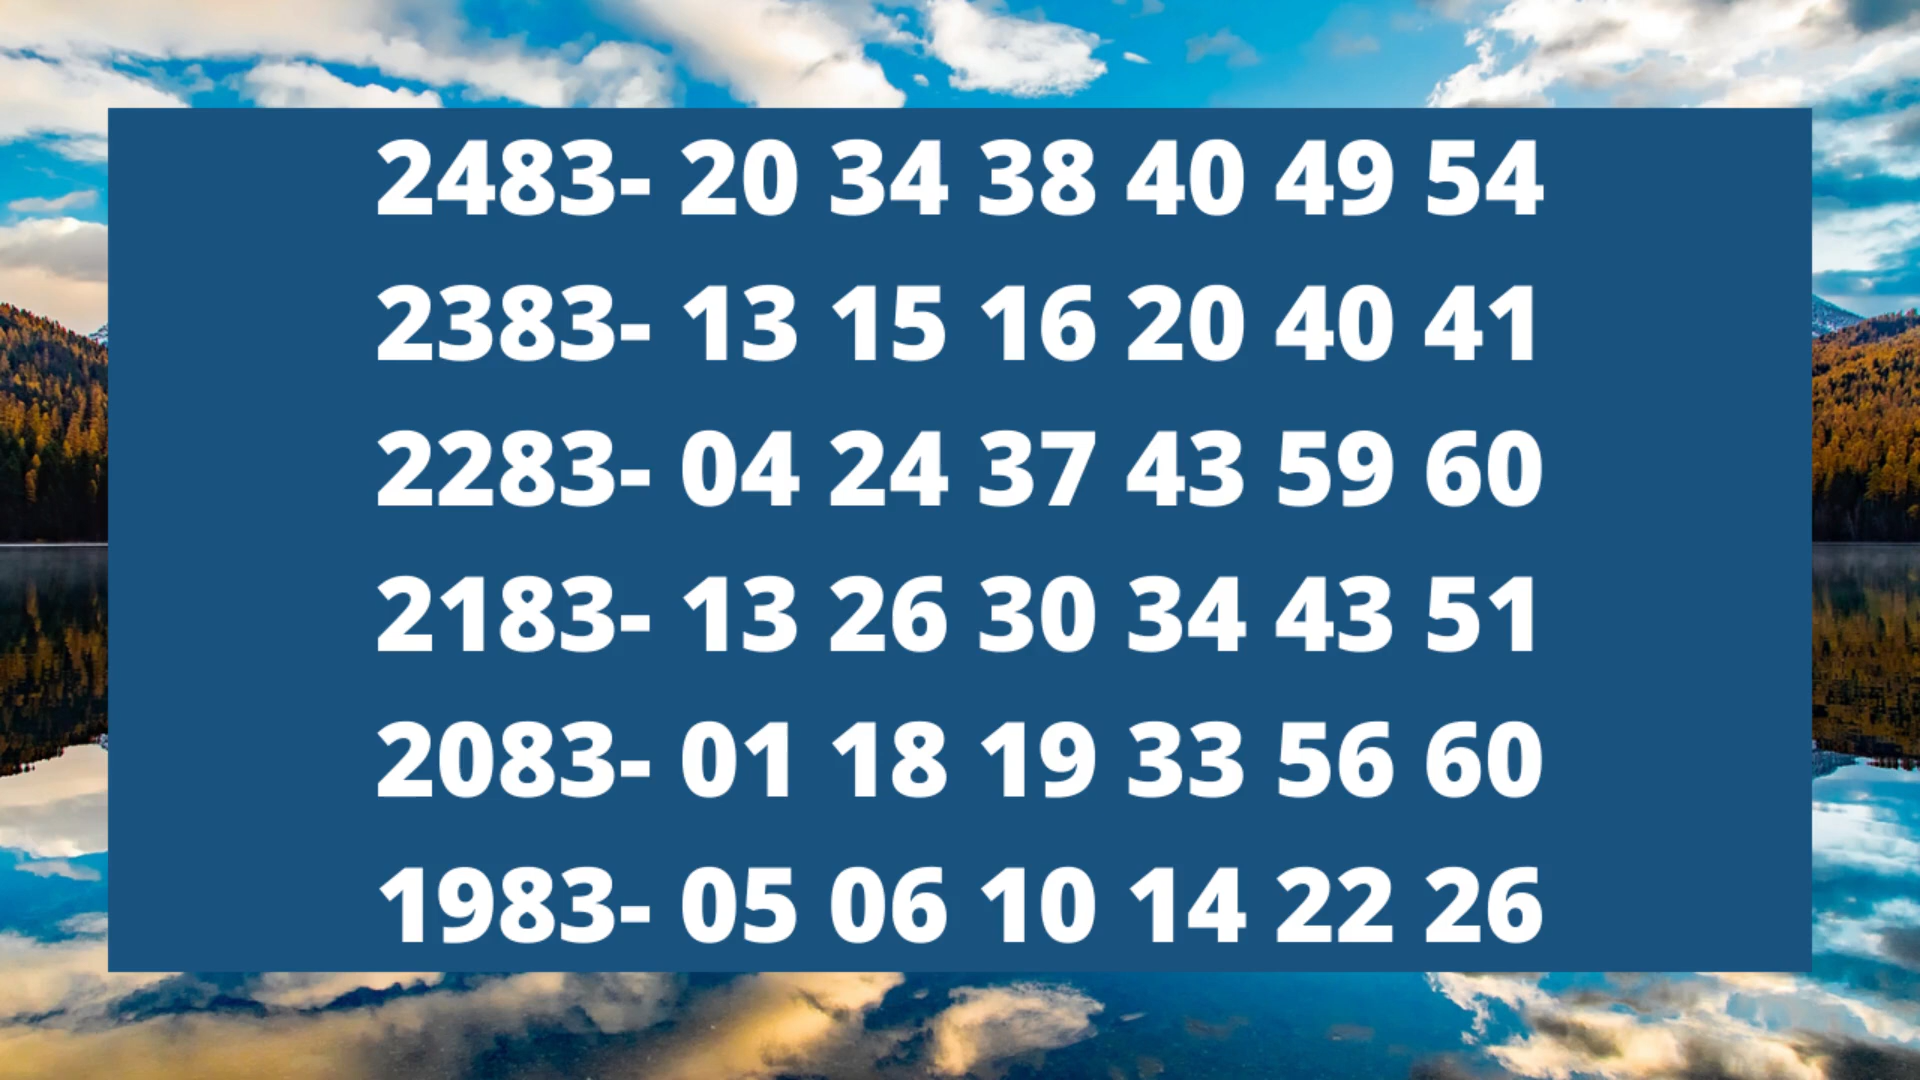 2483- 20 34 38 40 49 54
2383- 13 15 16 20 40 41
2283- 04 24 37 43 59 60
2183- 13 26 30 34 43 51
2083- 01 18 19 33 56 60
1983- 05 06 10 14 22 26